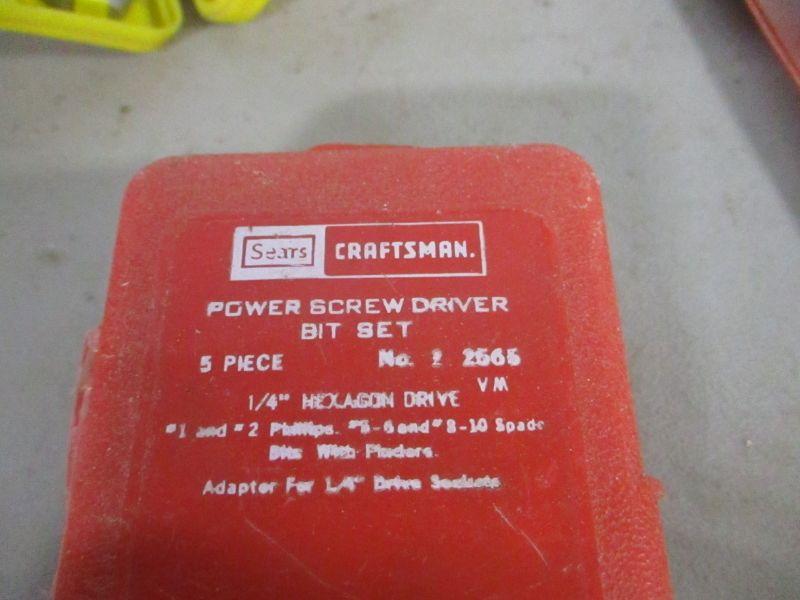 Sears CRAFTSMAN.
POWER SCREW DRIVER
BIT SET
5 PIECE No. 2 2565
VM
1/4" HEXAGON DRIVE
#1 and #2 Phillips. #5-6 and #8-10 Spade
Bits With Finders.
Adapter For 1/4" Drive Sockets